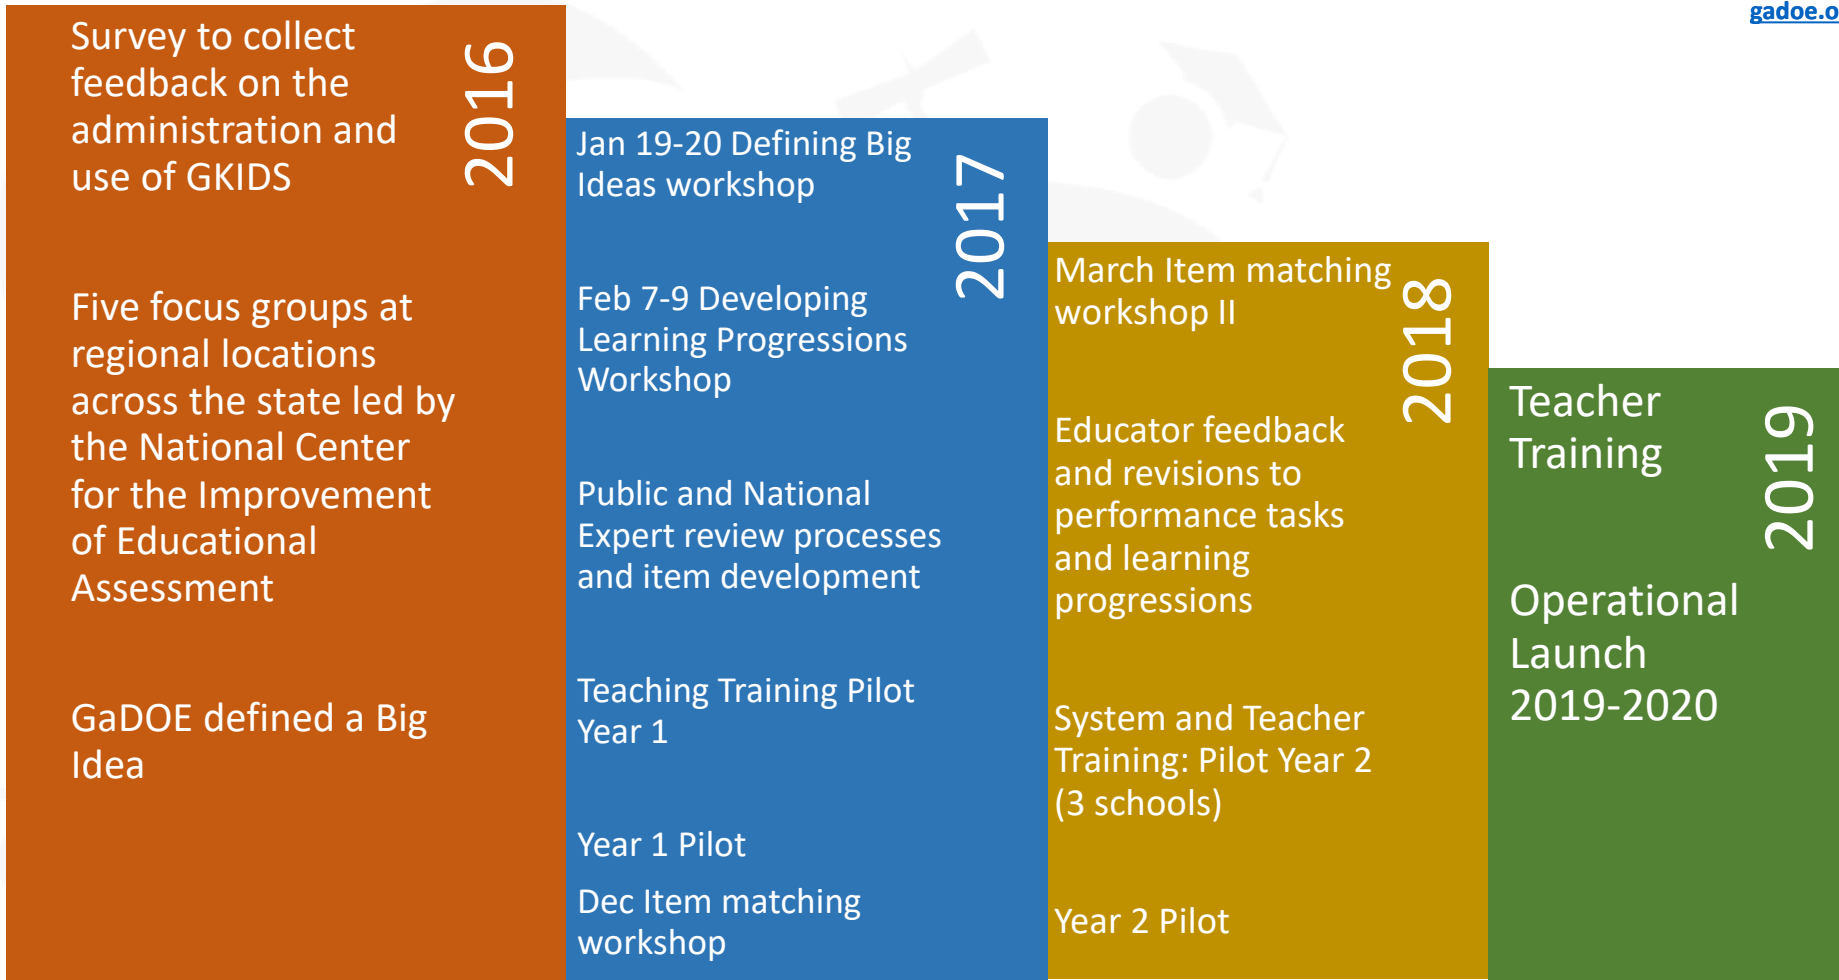 gadoe.o
2016
Survey to collect
feedback on the
administration and
use of GKIDS
Five focus groups at
regional locations
across the state led by
the National Center
for the Improvement
of Educational
Assessment
GaDOE defined a Big
Idea
2017
Jan 19-20 Defining Big
Ideas workshop
Feb 7-9 Developing
Learning Progressions
Workshop
Public and National
Expert review processes
and item development
Teaching Training Pilot
Year 1
Year 1 Pilot
Dec Item matching
workshop
2018
March Item matching
workshop II
Educator feedback
and revisions to
performance tasks
and learning
progressions
System and Teacher
Training: Pilot Year 2
(3 schools)
Year 2 Pilot
2019
Teacher
Training
Operational
Launch
2019-2020